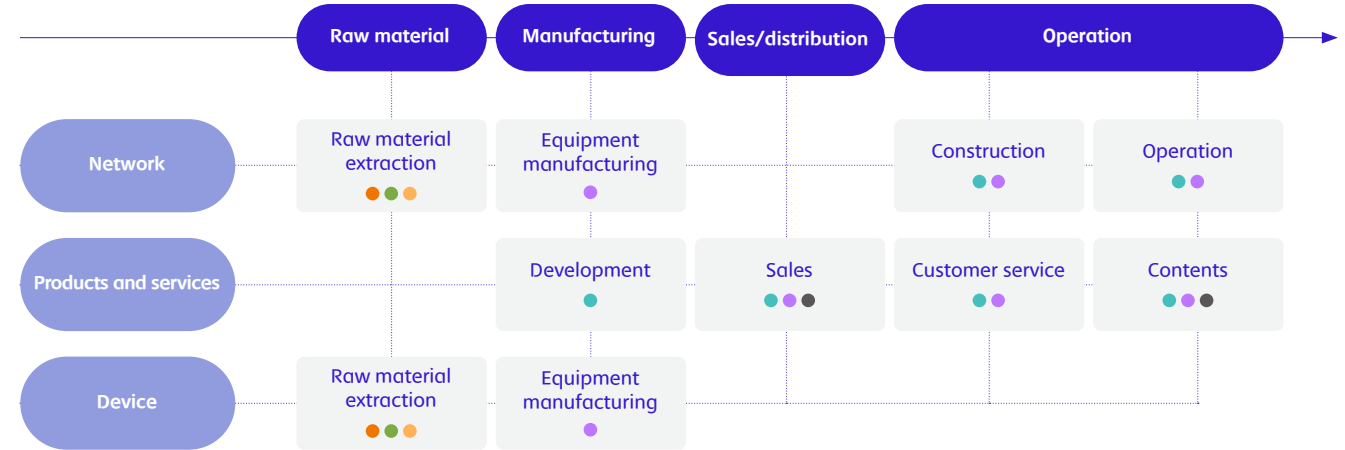 Raw material
Manufacturing
Sales/distribution
Operation
Network
Raw material
extraction
Equipment
manufacturing
Construction
Operation
Products and services
Development
Sales
Customer service
Contents
Device
Raw material
extraction
Equipment
manufacturing